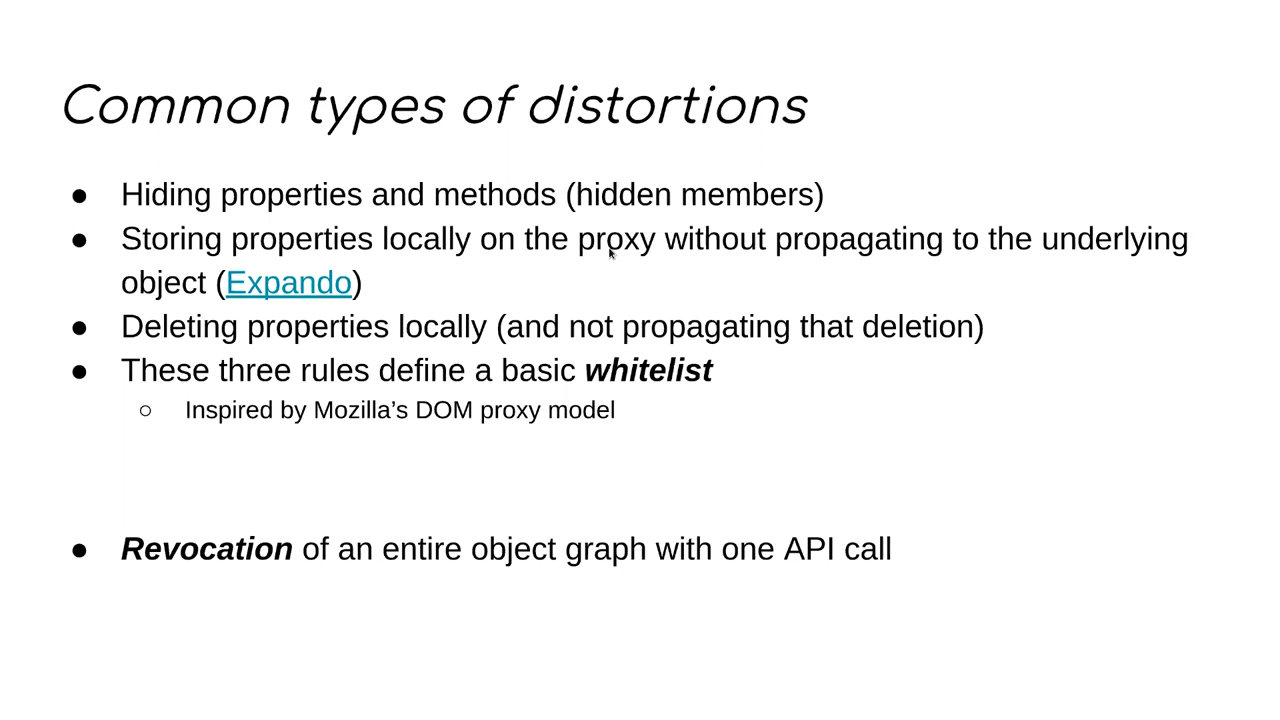 Common types of distortions
● Hiding properties and methods (hidden members)
● Storing properties locally on the proxy without propagating to the underlying
object (Expando)
● Deleting properties locally (and not propagating that deletion)
● These three rules define a basic whitelist
○ Inspired by Mozilla’s DOM proxy model
● Revocation of an entire object graph with one API call